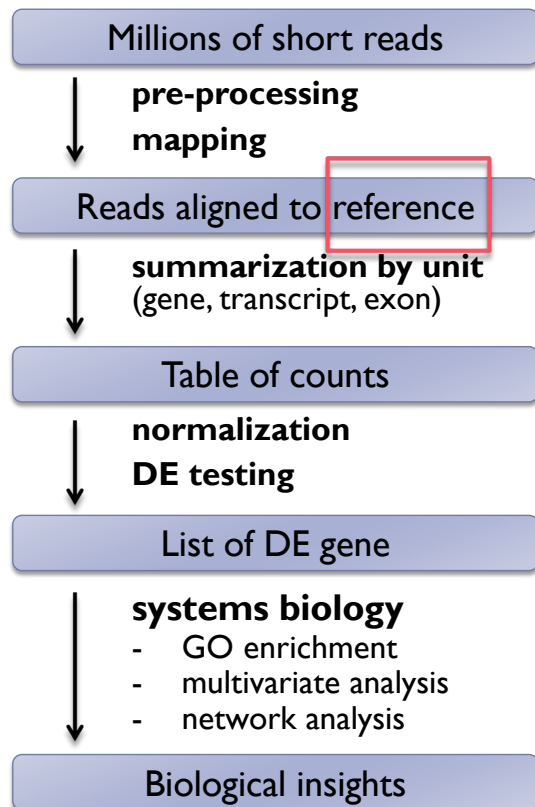 Millions of short reads
pre-processing
mapping
Reads aligned to reference
summarization by unit
(gene, transcript, exon)
Table of counts
normalization
DE testing
List of DE gene
systems biology
- GO enrichment
- multivariate analysis
- network analysis
Biological insights